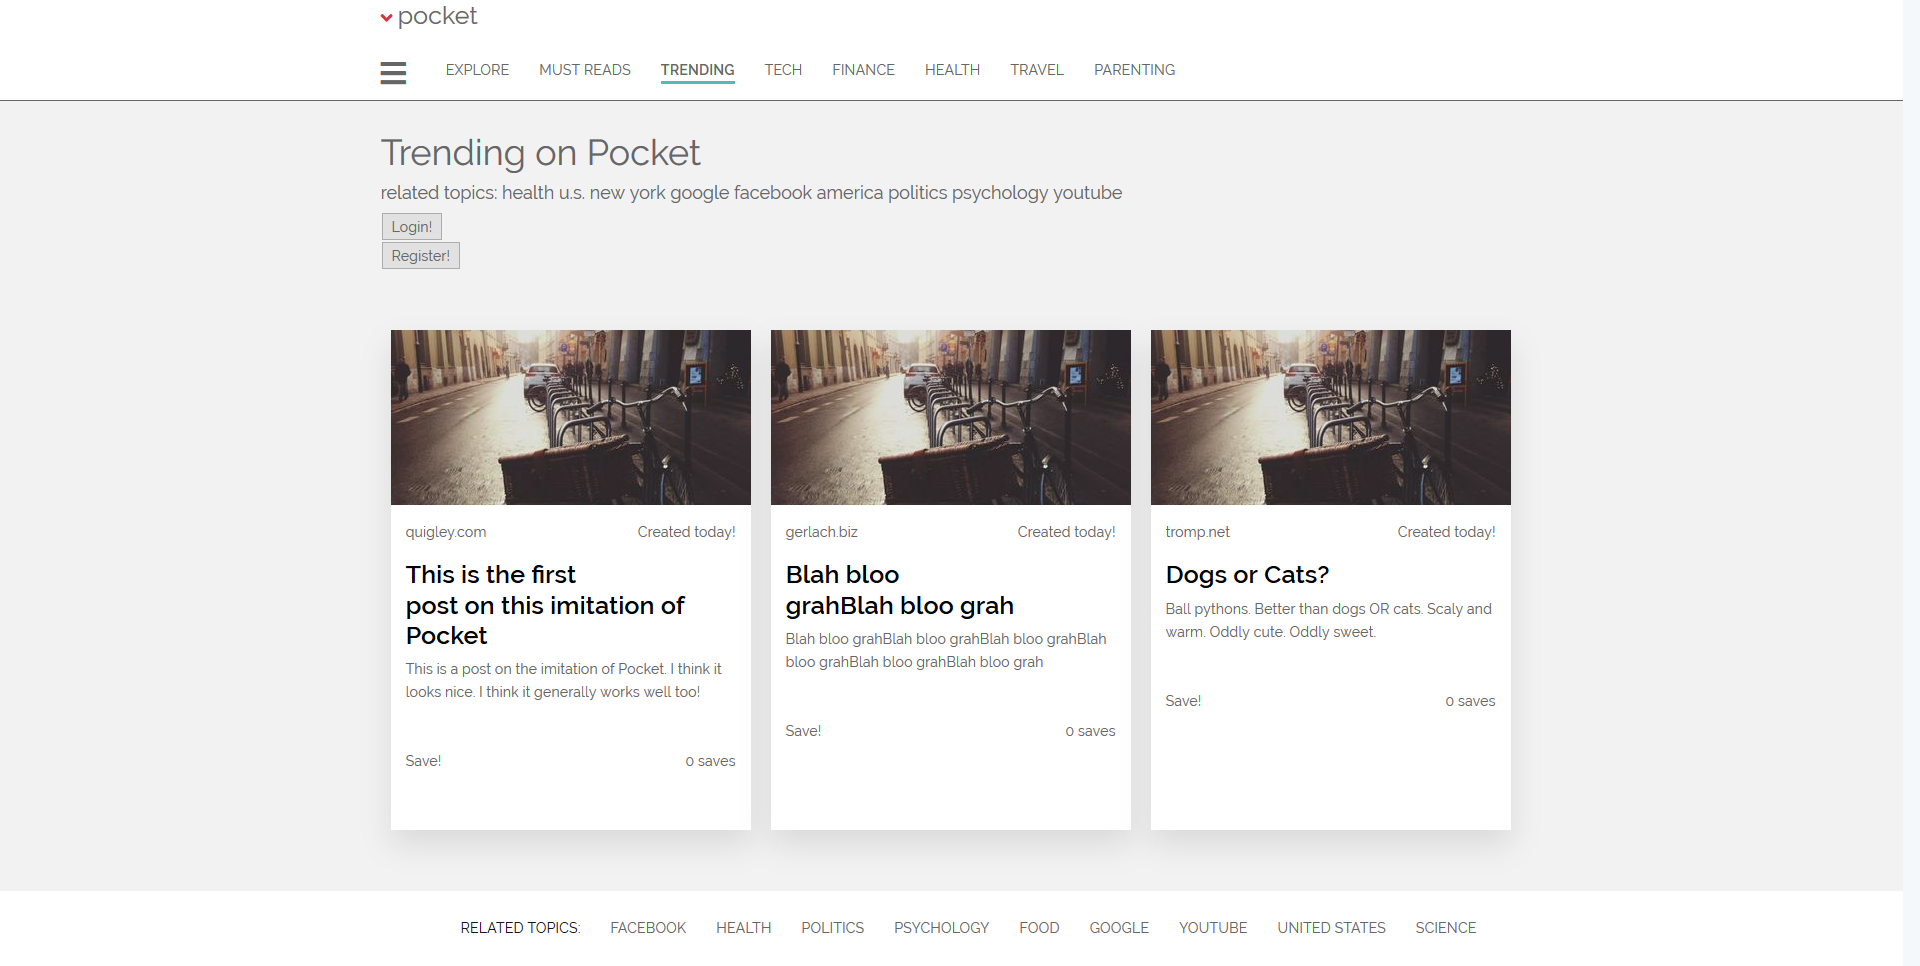 pocket
EXPLORE MUST READS TRENDING TECH FINANCE HEALTH TRAVEL PARENTING
Trending on Pocket
related topics: health u.s. new york google facebook america politics psychology youtube
Login!
Register!
quigley.com Created today!
This is the first
post on this imitation of
Pocket
This is a post on the imitation of Pocket. I think it
looks nice. I think it generally works well too!
Save! 0 saves
gerlach.biz Created today!
Blah bloo
grahBlah bloo grah
Blah bloo grahBlah bloo grahBlah bloo grahBlah
bloo grahBlah bloo grahBlah bloo grah
Save! 0 saves
tromp.net Created today!
Dogs or Cats?
Ball pythons. Better than dogs OR cats. Scaly and
warm. Oddly cute. Oddly sweet.
Save! 0 saves
RELATED TOPICS: FACEBOOK HEALTH POLITICS PSYCHOLOGY FOOD GOOGLE YOUTUBE UNITED STATES SCIENCE